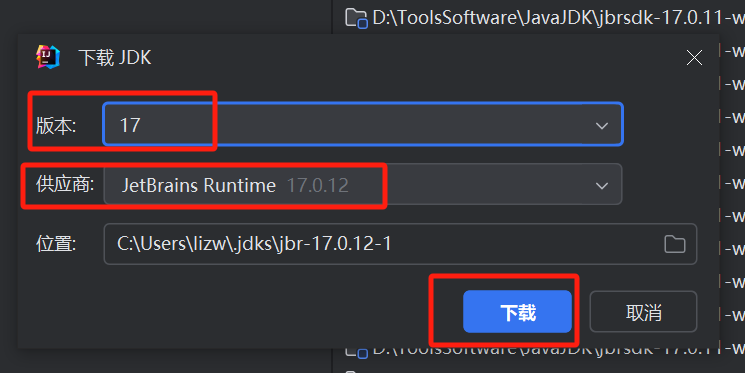 D:\ToolsSoftware\JavaJDK\jbrsdk-17.0.11-w
下载 JDK
版本: 17
供应商: JetBrains Runtime 17.0.12
位置: C:\Users\lizw\.jdks\jbr-17.0.12-1
下载 取消
D:\ToolsSoftware\JavaJDK\jbrsdk-17.0.11-w